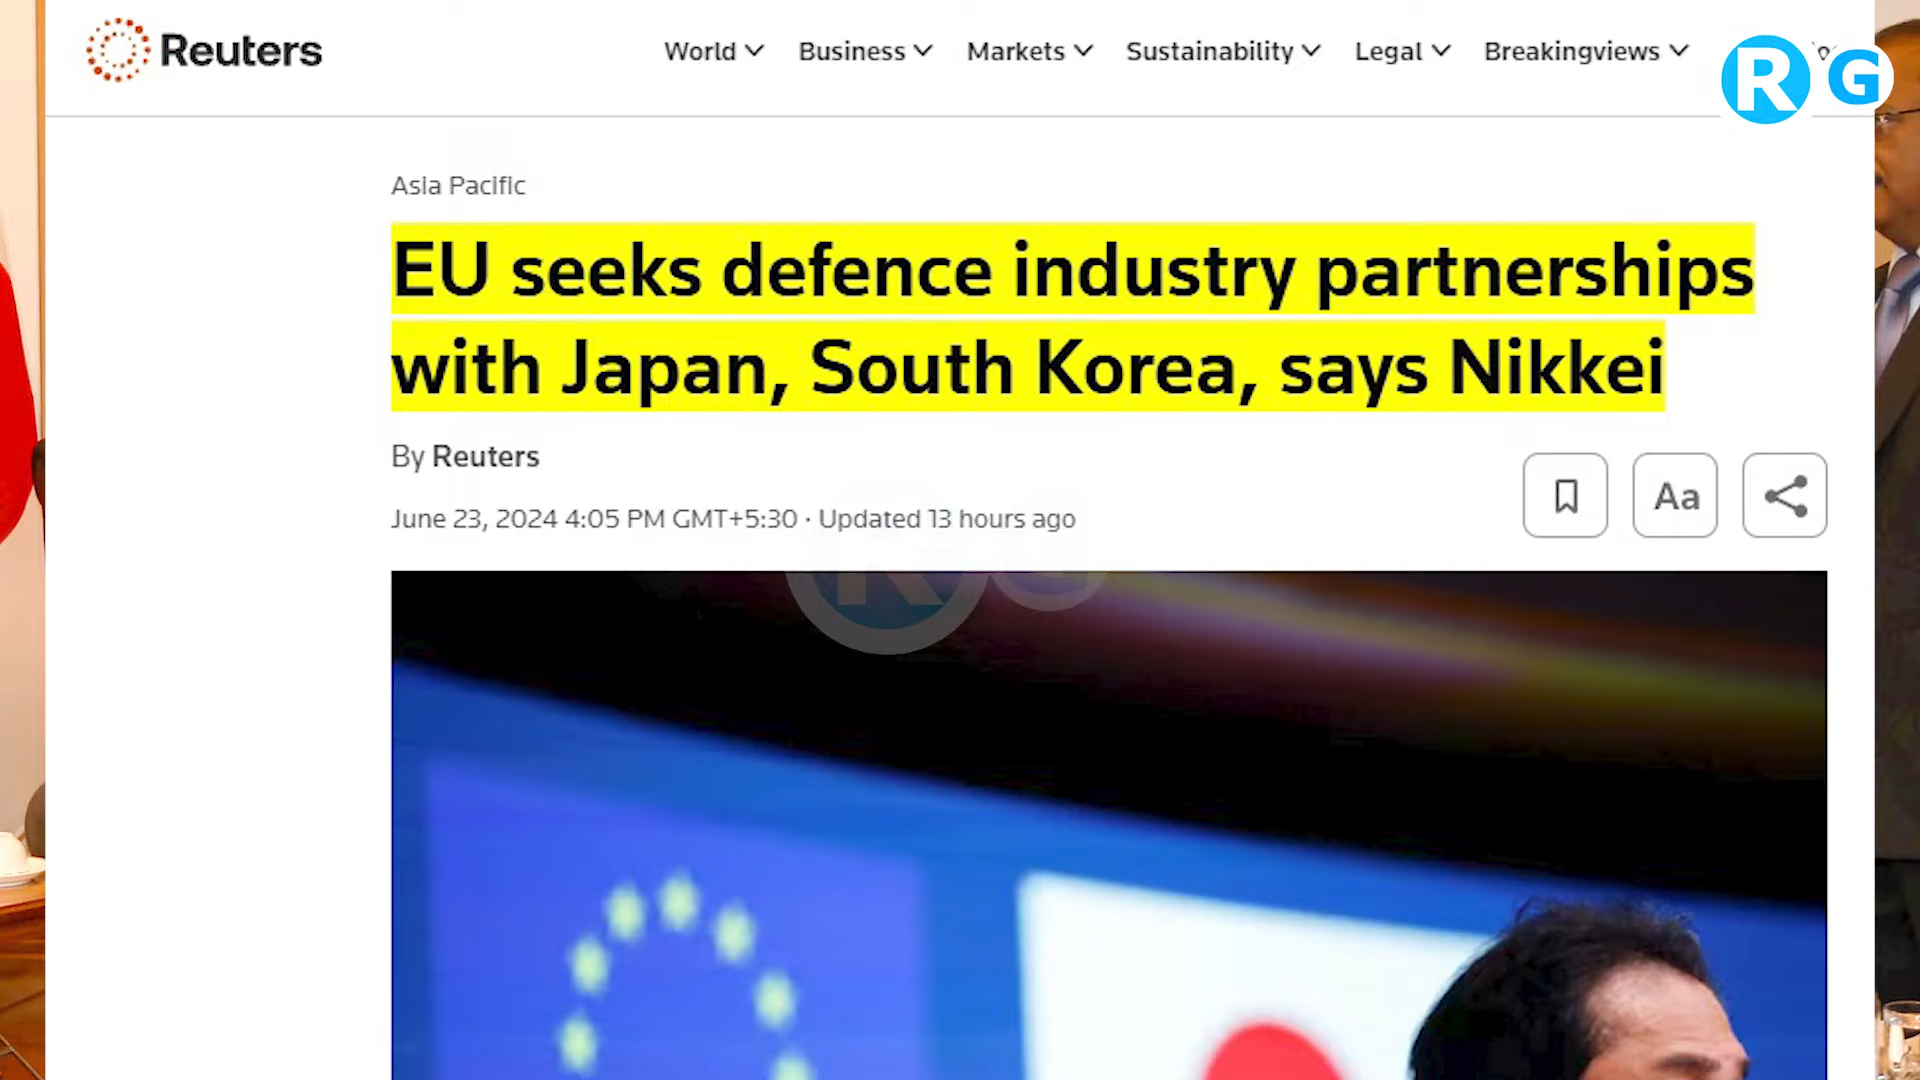 Reuters
World
Business
Markets
Sustainability
Legal
Breakingviews
R G
Asia Pacific
EU seeks defence industry partnerships
with Japan, South Korea, says Nikkei
By Reuters
June 23, 2024 4:05 PM GMT+5:30 · Updated 13 hours ago
Aa
RG